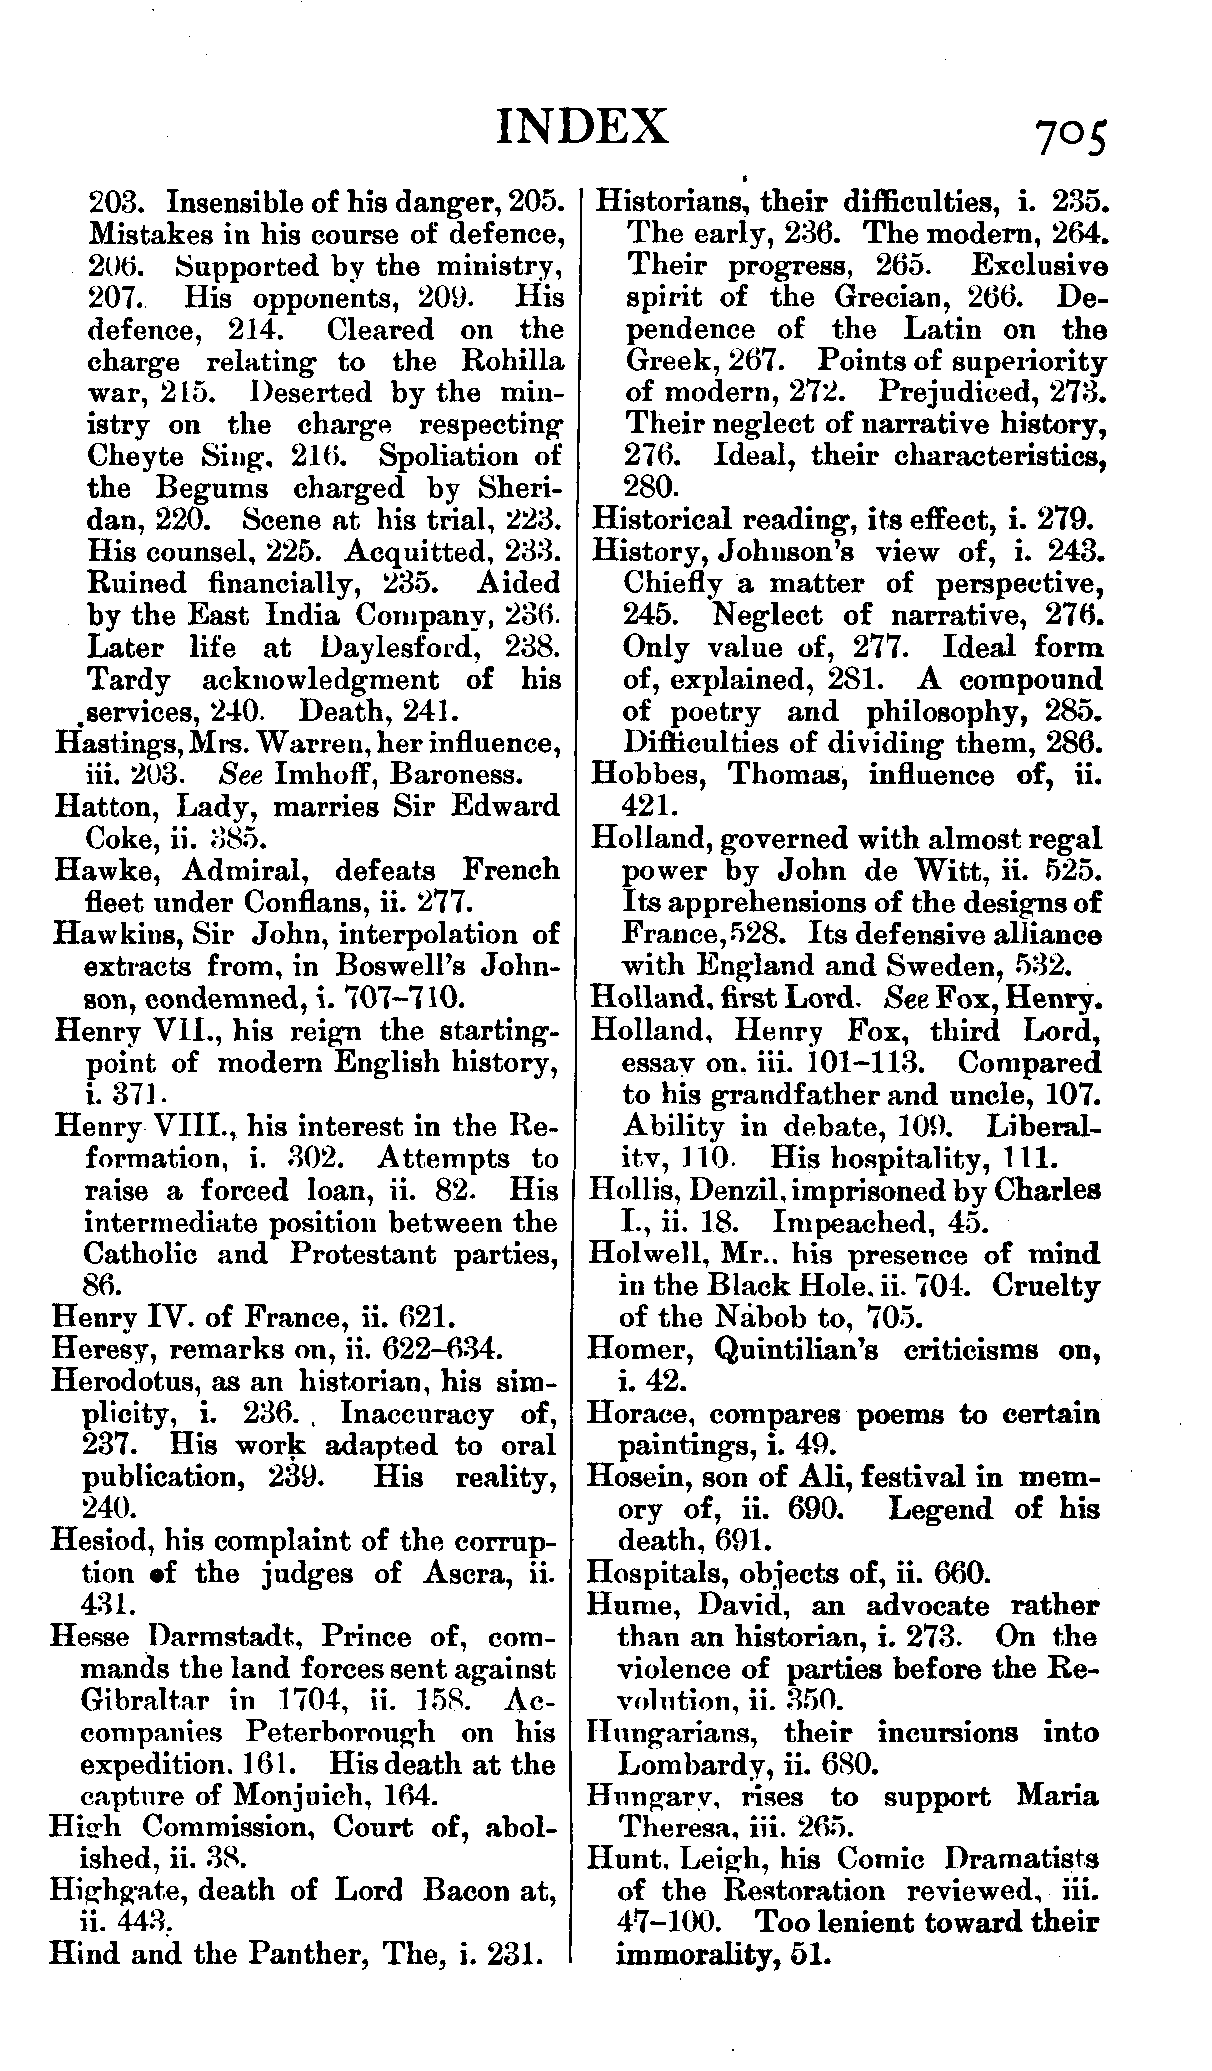 INDEX
705
203. Insensible of his danger, 205.
Mistakes in his course of defence,
206. Supported by the ministry,
207. His opponents, 209. His
defence, 214. Cleared on the
charge relating to the Rohilla
war, 215. Deserted by the min-
istry on the charge respecting
Cheyte Sing, 216. Spoliation of
the Begums charged by Sheri-
dan, 220. Scene at his trial, 223.
His counsel, 225. Acquitted, 233.
Ruined financially, 235. Aided
by the East India Company, 236.
Later life at Daylesford, 238.
Tardy acknowledgment of his
services, 240. Death, 241.
Hastings, Mrs. Warren, her influence,
iii. 203. See Imhoff, Baroness.
Hatton, Lady, marries Sir Edward
Coke, ii. 385.
Hawke, Admiral, defeats French
fleet under Conflans, ii. 277.
Hawkins, Sir John, interpolation of
extracts from, in Boswell's John-
son, condemned, i. 707-710.
Henry VII., his reign the starting-
point of modern English history,
i. 371.
Henry VIII., his interest in the Re-
formation, i. 302. Attempts to
raise a forced loan, ii. 82. His
intermediate position between the
Catholic and Protestant parties,
86.
Henry IV. of France, ii. 621.
Heresy, remarks on, ii. 622-634.
Herodotus, as an historian, his sim-
plicity, i. 236. Inaccuracy of,
237. His work adapted to oral
publication, 239. His reality,
240.
Hesiod, his complaint of the corrup-
tion of the judges of Ascra, ii.
431.
Hesse Darmstadt, Prince of, com-
mands the land forces sent against
Gibraltar in 1704, ii. 158. Ac-
companies Peterborough on his
expedition, 161. His death at the
capture of Monjuich, 164.
High Commission, Court of, abol-
ished, ii. 38.
Highgate, death of Lord Bacon at,
ii. 443.
Hind and the Panther, The, i. 231.
Historians, their difficulties, i. 235.
The early, 236. The modern, 264.
Their progress, 265. Exclusive
spirit of the Grecian, 266. De-
pendence of the Latin on the
Greek, 267. Points of superiority
of modern, 272. Prejudiced, 273.
Their neglect of narrative history,
276. Ideal, their characteristics,
280.
Historical reading, its effect, i. 279.
History, Johnson's view of, i. 243.
Chiefly a matter of perspective,
245. Neglect of narrative, 276.
Only value of, 277. Ideal form
of, explained, 281. A compound
of poetry and philosophy, 285.
Difficulties of dividing them, 286.
Hobbes, Thomas, influence of, ii.
421.
Holland, governed with almost regal
power by John de Witt, ii. 525.
Its apprehensions of the designs of
France, 528. Its defensive alliance
with England and Sweden, 532.
Holland, first Lord. See Fox, Henry.
Holland, Henry Fox, third Lord,
essay on, iii. 101-113. Compared
to his grandfather and uncle, 107.
Ability in debate, 109. Liberal-
ity, 110. His hospitality, 111.
Hollis, Denzil, imprisoned by Charles
I., ii. 18. Impeached, 45.
Holwell, Mr., his presence of mind
in the Black Hole, ii. 704. Cruelty
of the Nabob to, 705.
Homer, Quintilian's criticisms on,
i. 42.
Horace, compares poems to certain
paintings, i. 49.
Hosein, son of Ali, festival in mem-
ory of, ii. 690. Legend of his
death, 691.
Hospitals, objects of, ii. 660.
Hume, David, an advocate rather
than an historian, i. 273. On the
violence of parties before the Re-
volution, ii. 350.
Hungarians, their incursions into
Lombardy, ii. 680.
Hungary, rises to support Maria
Theresa, iii. 265.
Hunt, Leigh, his Comic Dramatists
of the Restoration reviewed, iii.
47-100. Too lenient toward their
immorality, 51.